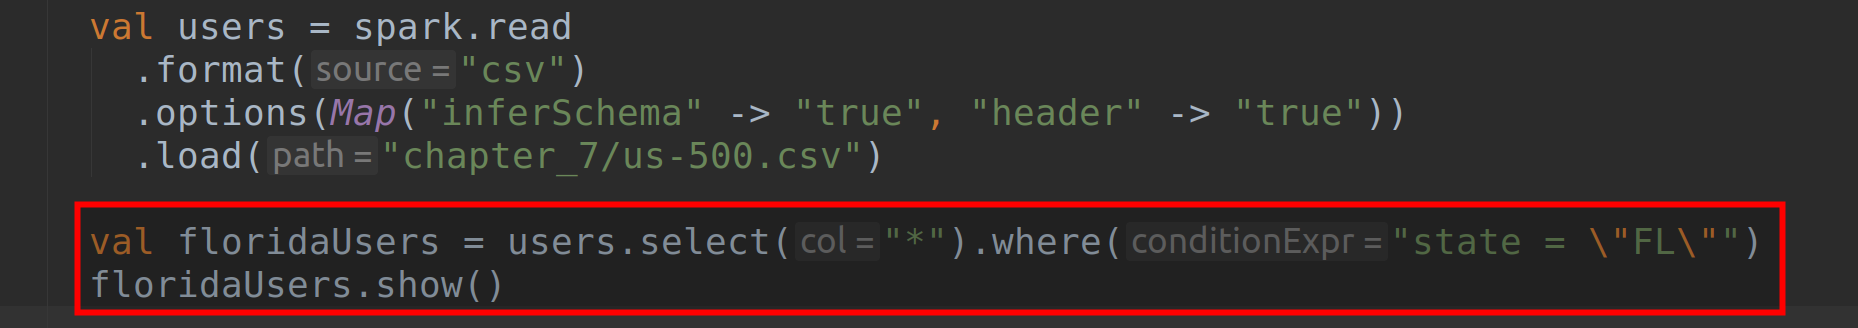 val users = spark.read
.format( source = "csv")
.options(Map("inferSchema" -> "true", "header" -> "true"))
.load( path = "chapter_7/us-500.csv")
val floridaUsers = users.select( col = "*").where( conditionExpr = "state = \"FL\"")
floridaUsers.show()